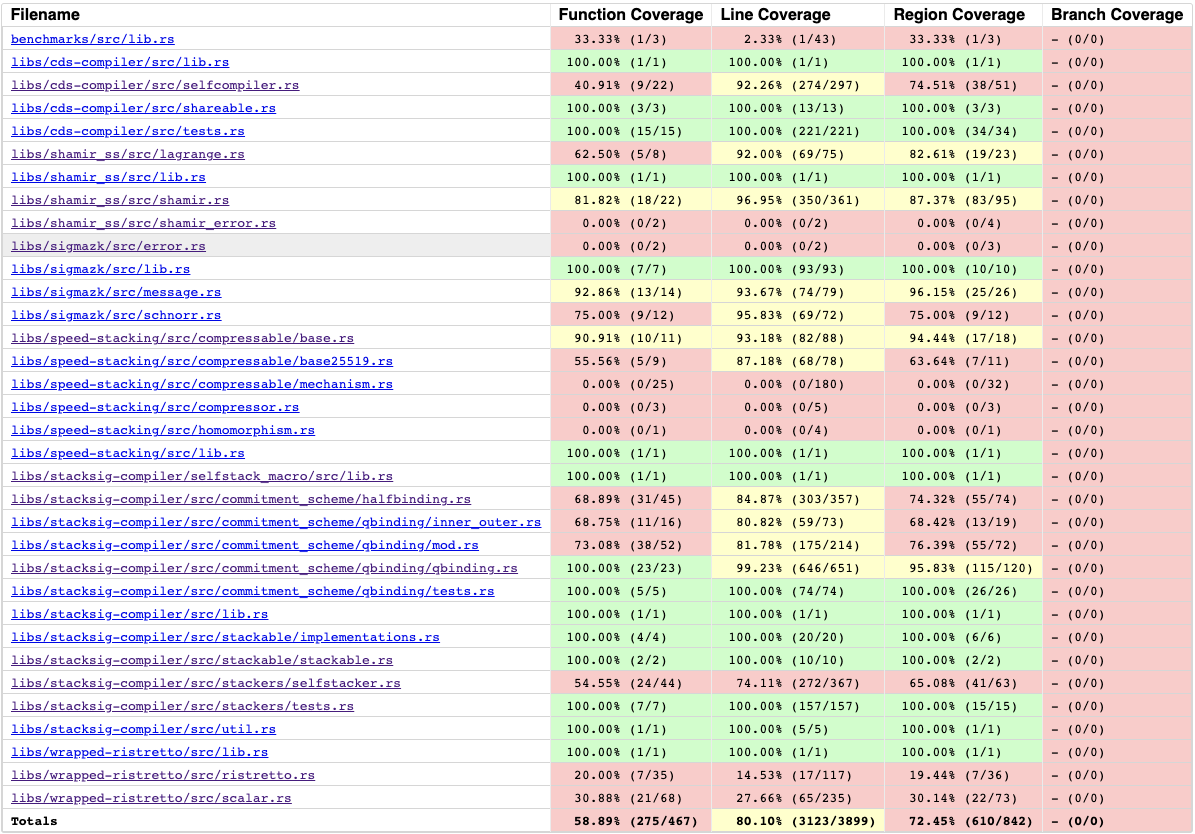 Filename Function Coverage Line Coverage Region Coverage Branch Coverage
benchmarks/src/lib.rs 33.33% (1/3) 2.33% (1/43) 33.33% (1/3) - (0/0)
libs/cds-compiler/src/lib.rs 100.00% (1/1) 100.00% (1/1) 100.00% (1/1) - (0/0)
libs/cds-compiler/src/selfcompiler.rs 40.91% (9/22) 92.26% (274/297) 74.51% (38/51) - (0/0)
libs/cds-compiler/src/shareable.rs 100.00% (3/3) 100.00% (13/13) 100.00% (3/3) - (0/0)
libs/cds-compiler/src/tests.rs 100.00% (15/15) 100.00% (221/221) 100.00% (34/34) - (0/0)
libs/shamir_ss/src/lagrange.rs 62.50% (5/8) 92.00% (69/75) 82.61% (19/23) - (0/0)
libs/shamir_ss/src/lib.rs 100.00% (1/1) 100.00% (1/1) 100.00% (1/1) - (0/0)
libs/shamir_ss/src/shamir.rs 81.82% (18/22) 96.95% (350/361) 87.37% (83/95) - (0/0)
libs/shamir_ss/src/shamir_error.rs 0.00% (0/2) 0.00% (0/2) 0.00% (0/4) - (0/0)
libs/sigmazk/src/error.rs 0.00% (0/2) 0.00% (0/2) 0.00% (0/3) - (0/0)
libs/sigmazk/src/lib.rs 100.00% (7/7) 100.00% (93/93) 100.00% (10/10) - (0/0)
libs/sigmazk/src/message.rs 92.86% (13/14) 93.67% (74/79) 96.15% (25/26) - (0/0)
libs/sigmazk/src/schnorr.rs 75.00% (9/12) 95.83% (69/72) 75.00% (9/12) - (0/0)
libs/speed-stacking/src/compressable/base.rs 90.91% (10/11) 93.18% (82/88) 94.44% (17/18) - (0/0)
libs/speed-stacking/src/compressable/base25519.rs 55.56% (5/9) 87.18% (68/78) 63.64% (7/11) - (0/0)
libs/speed-stacking/src/compressable/mechanism.rs 0.00% (0/25) 0.00% (0/180) 0.00% (0/32) - (0/0)
libs/speed-stacking/src/compressor.rs 0.00% (0/3) 0.00% (0/5) 0.00% (0/3) - (0/0)
libs/speed-stacking/src/homomorphism.rs 0.00% (0/1) 0.00% (0/4) 0.00% (0/1) - (0/0)
libs/speed-stacking/src/lib.rs 100.00% (1/1) 100.00% (1/1) 100.00% (1/1) - (0/0)
libs/stacksig-compiler/selfstack_macro/src/lib.rs 100.00% (1/1) 100.00% (1/1) 100.00% (1/1) - (0/0)
libs/stacksig-compiler/src/commitment_scheme/halfbinding.rs 68.89% (31/45) 84.87% (303/357) 74.32% (55/74) - (0/0)
libs/stacksig-compiler/src/commitment_scheme/qbinding/inner_outer.rs 68.75% (11/16) 80.82% (59/73) 68.42% (13/19) - (0/0)
libs/stacksig-compiler/src/commitment_scheme/qbinding/mod.rs 73.08% (38/52) 81.78% (175/214) 76.39% (55/72) - (0/0)
libs/stacksig-compiler/src/commitment_scheme/qbinding/qbinding.rs 100.00% (23/23) 99.23% (646/651) 95.83% (115/120) - (0/0)
libs/stacksig-compiler/src/commitment_scheme/qbinding/tests.rs 100.00% (5/5) 100.00% (74/74) 100.00% (26/26) - (0/0)
libs/stacksig-compiler/src/lib.rs 100.00% (1/1) 100.00% (1/1) 100.00% (1/1) - (0/0)
libs/stacksig-compiler/src/stackable/implementations.rs 100.00% (4/4) 100.00% (20/20) 100.00% (6/6) - (0/0)
libs/stacksig-compiler/src/stackable/stackable.rs 100.00% (2/2) 100.00% (10/10) 100.00% (2/2) - (0/0)
libs/stacksig-compiler/src/stackers/selfstacker.rs 54.55% (24/44) 74.11% (272/367) 65.08% (41/63) - (0/0)
libs/stacksig-compiler/src/stackers/tests.rs 100.00% (7/7) 100.00% (157/157) 100.00% (15/15) - (0/0)
libs/stacksig-compiler/src/util.rs 100.00% (1/1) 100.00% (5/5) 100.00% (1/1) - (0/0)
libs/wrapped-ristretto/src/lib.rs 100.00% (1/1) 100.00% (1/1) 100.00% (1/1) - (0/0)
libs/wrapped-ristretto/src/ristretto.rs 20.00% (7/35) 14.53% (17/117) 19.44% (7/36) - (0/0)
libs/wrapped-ristretto/src/scalar.rs 30.88% (21/68) 27.66% (65/235) 30.14% (22/73) - (0/0)
Totals 58.89% (275/467) 80.10% (3123/3899) 72.45% (610/842) - (0/0)